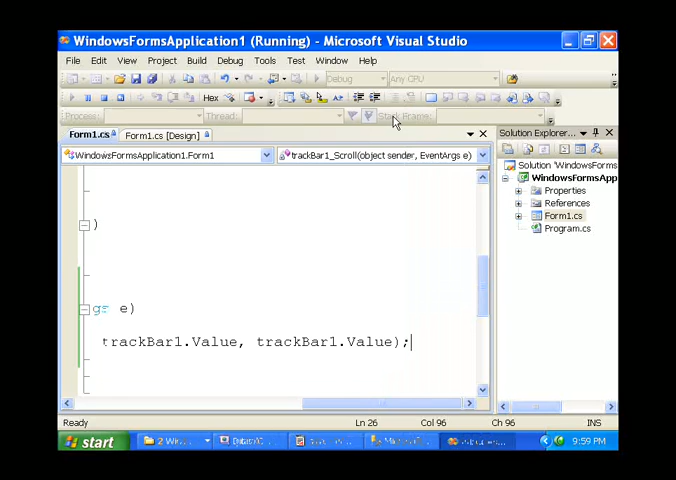 WindowsFormsApplication1 (Running) - Microsoft Visual Studio
File Edit View Project Build Debug Tools Test Window Help
Debug Any CPU
Hex
Process: Thread: Stack Frame:
Form1.cs Form1.cs [Design] Solution Explorer...
WindowsFormsApplication1.Form1 trackBar1_Scroll(object sender, EventArgs e)
Solution 'WindowsForms
WindowsFormsApp
Properties
References
Form1.cs
Program.cs
)
gs e)
trackBar1.Value, trackBar1.Value);
Ready Ln 26 Col 96 Ch 96 INS
start 9:59 PM